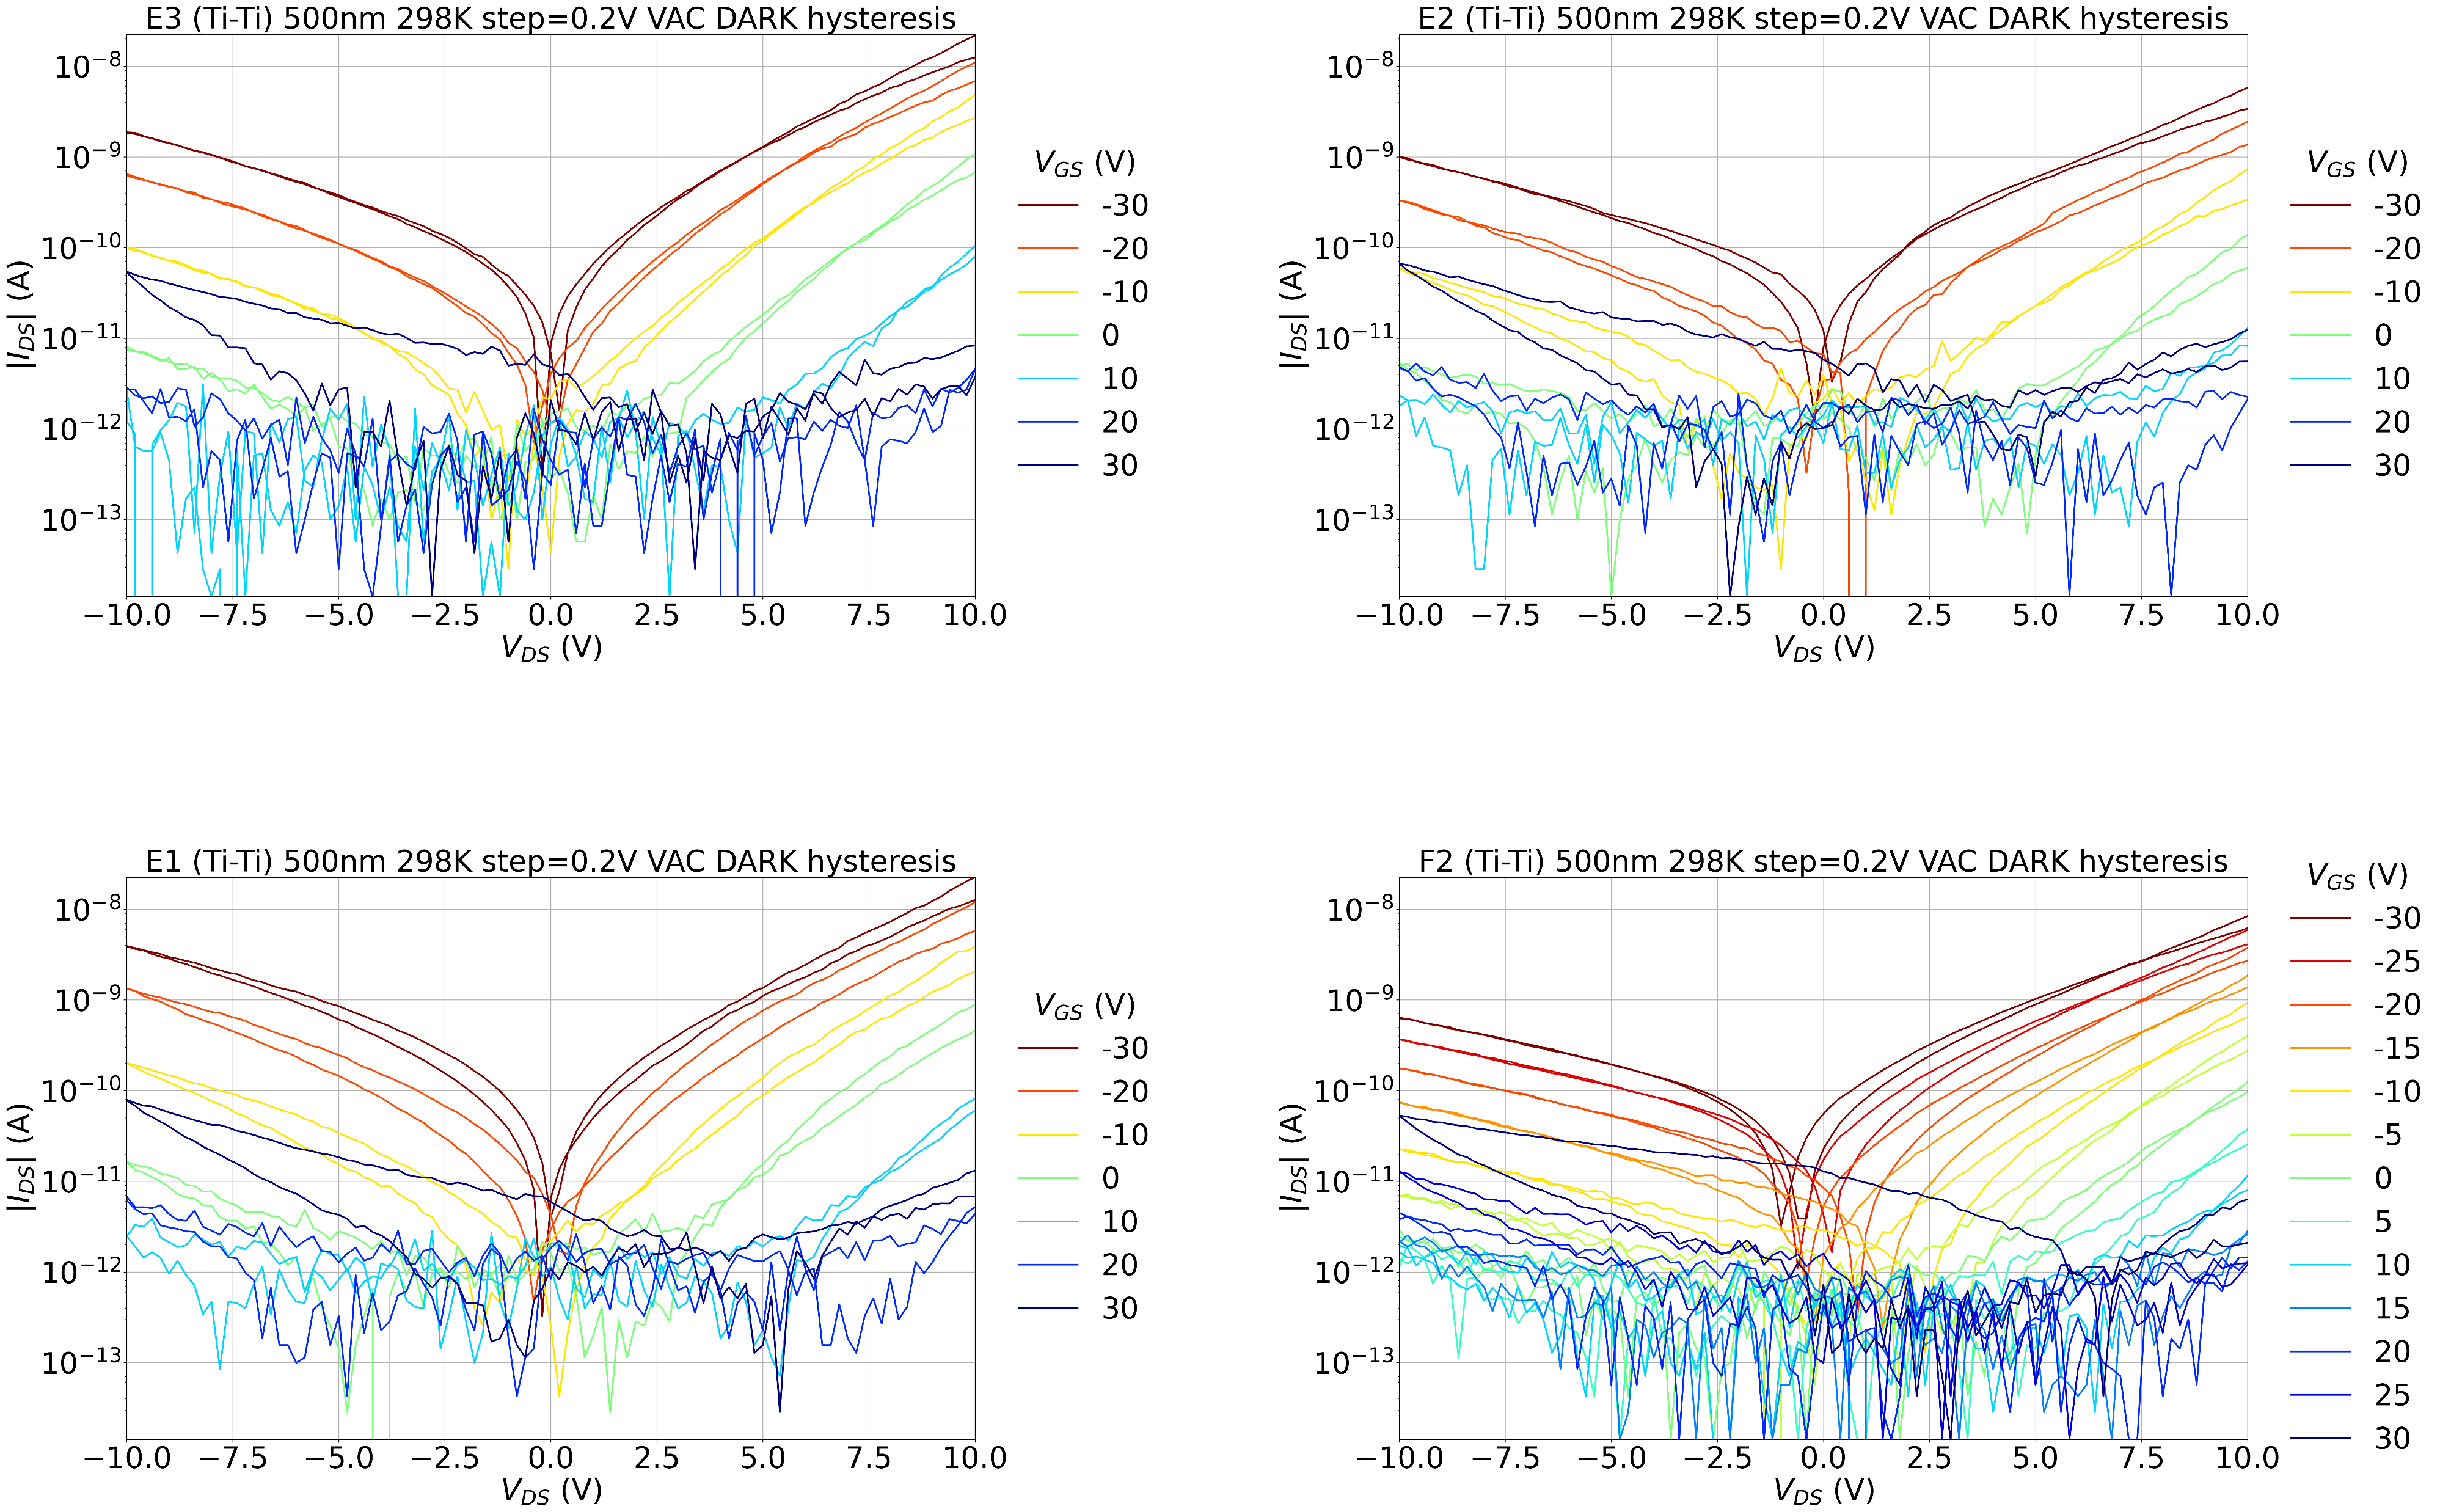 E3 (Ti-Ti) 500nm 298K step=0.2V VAC DARK hysteresis
|I_DS| (A)
10⁻⁸
10⁻⁹
10⁻¹⁰
10⁻¹¹
10⁻¹²
10⁻¹³
−10.0 −7.5 −5.0 −2.5 0.0 2.5 5.0 7.5 10.0
V_DS (V)
V_GS (V)
-30
-20
-10
0
10
20
30
E2 (Ti-Ti) 500nm 298K step=0.2V VAC DARK hysteresis
|I_DS| (A)
10⁻⁸
10⁻⁹
10⁻¹⁰
10⁻¹¹
10⁻¹²
10⁻¹³
−10.0 −7.5 −5.0 −2.5 0.0 2.5 5.0 7.5 10.0
V_DS (V)
V_GS (V)
-30
-20
-10
0
10
20
30
E1 (Ti-Ti) 500nm 298K step=0.2V VAC DARK hysteresis
|I_DS| (A)
10⁻⁸
10⁻⁹
10⁻¹⁰
10⁻¹¹
10⁻¹²
10⁻¹³
−10.0 −7.5 −5.0 −2.5 0.0 2.5 5.0 7.5 10.0
V_DS (V)
V_GS (V)
-30
-20
-10
0
10
20
30
F2 (Ti-Ti) 500nm 298K step=0.2V VAC DARK hysteresis
|I_DS| (A)
10⁻⁸
10⁻⁹
10⁻¹⁰
10⁻¹¹
10⁻¹²
10⁻¹³
−10.0 −7.5 −5.0 −2.5 0.0 2.5 5.0 7.5 10.0
V_DS (V)
V_GS (V)
-30
-25
-20
-15
-10
-5
0
5
10
15
20
25
30